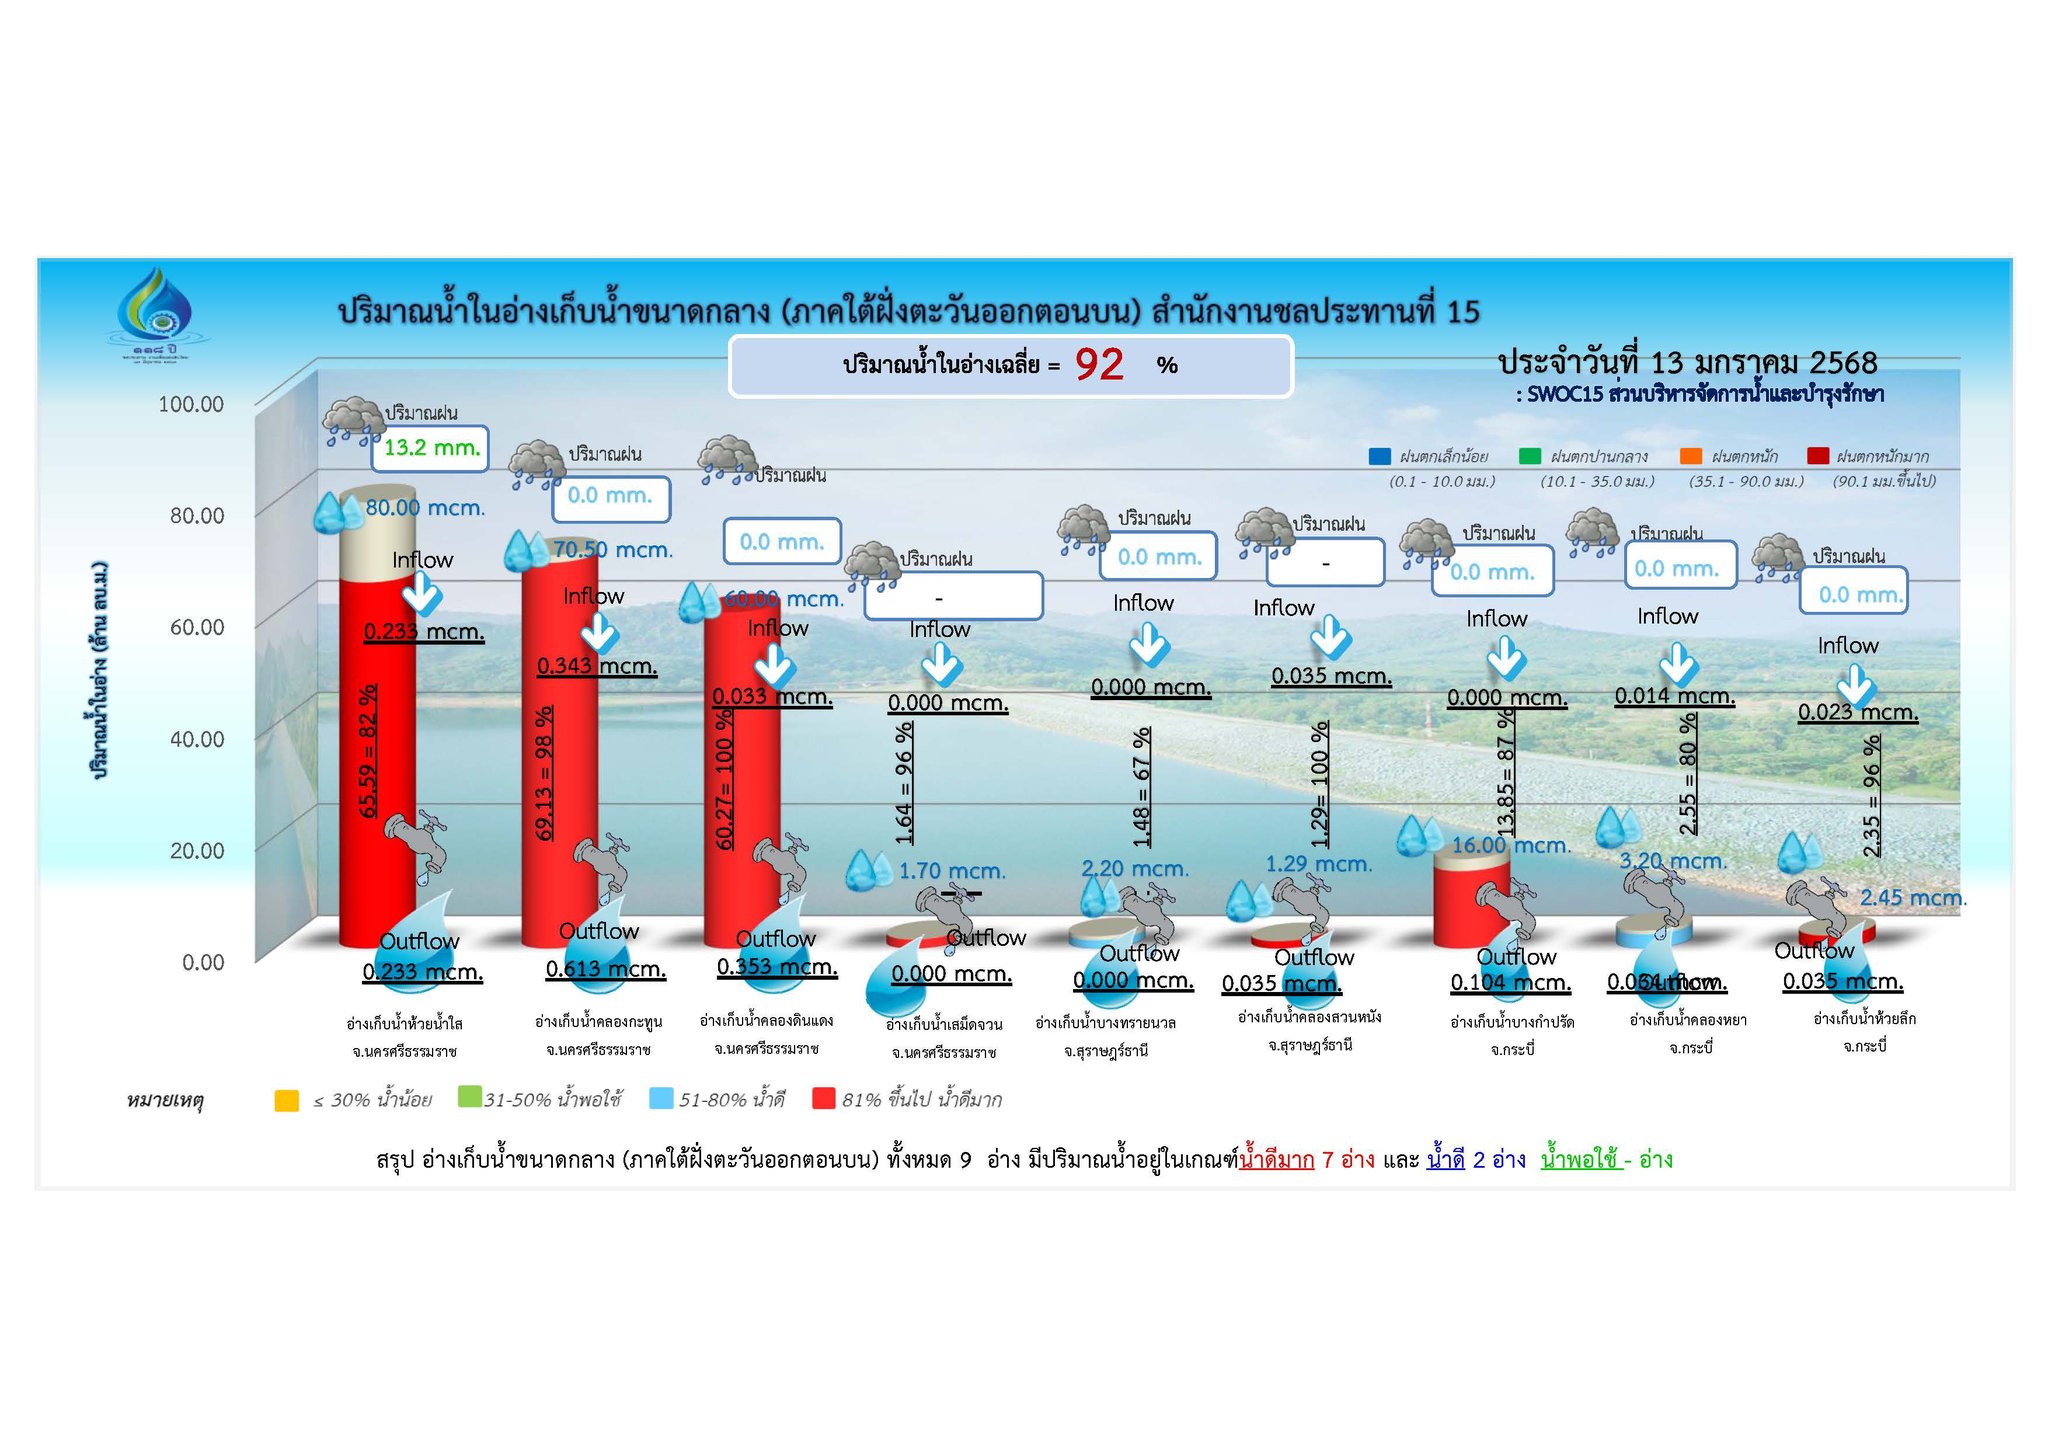 ปริมาณน้ำในอ่างเก็บน้ำขนาดกลาง (ภาคใต้ฝั่งตะวันออกตอนบน) สำนักงานชลประทานที่ 15
๑๑๘ ปี
ปริมาณน้ำในอ่างเฉลี่ย = 92 %
ประจำวันที่ 13 มกราคม 2568
: SWOC15 ส่วนบริหารจัดการน้ำและบำรุงรักษา
ฝนตกเล็กน้อย ฝนตกปานกลาง ฝนตกหนัก ฝนตกหนักมาก
(0.1 - 10.0 มม.) (10.1 - 35.0 มม.) (35.1 - 90.0 มม.) (90.1 มม.ขึ้นไป)
ปริมาณน้ำในอ่าง (ล้าน ลบ.ม.)
100.00
80.00
60.00
40.00
20.00
0.00
ปริมาณฝน
13.2 mm.
80.00 mcm.
Inflow
0.233 mcm.
65.59 = 82 %
Outflow
0.233 mcm.
อ่างเก็บน้ำห้วยน้ำใส
จ.นครศรีธรรมราช
ปริมาณฝน
0.0 mm.
70.50 mcm.
Inflow
0.343 mcm.
69.13 = 98 %
Outflow
0.613 mcm.
อ่างเก็บน้ำคลองกะทูน
จ.นครศรีธรรมราช
ปริมาณฝน
0.0 mm.
60.00 mcm.
Inflow
0.033 mcm.
60.27= 100 %
Outflow
0.353 mcm.
อ่างเก็บน้ำคลองดินแดง
จ.นครศรีธรรมราช
ปริมาณฝน
-
Inflow
0.000 mcm.
1.64 = 96 %
1.70 mcm.
Outflow
0.000 mcm.
อ่างเก็บน้ำเสม็ดจวน
จ.นครศรีธรรมราช
ปริมาณฝน
0.0 mm.
Inflow
0.000 mcm.
1.48 = 67 %
2.20 mcm.
Outflow
0.000 mcm.
อ่างเก็บน้ำบางทรายนวล
จ.สุราษฎร์ธานี
ปริมาณฝน
-
Inflow
0.035 mcm.
1.29= 100 %
1.29 mcm.
Outflow
0.035 mcm.
อ่างเก็บน้ำคลองสวนหนัง
จ.สุราษฎร์ธานี
ปริมาณฝน
0.0 mm.
Inflow
0.000 mcm.
13.85= 87 %
16.00 mcm.
Outflow
0.104 mcm.
อ่างเก็บน้ำบางกำปรัด
จ.กระบี่
ปริมาณฝน
0.0 mm.
Inflow
0.014 mcm.
2.55 = 80 %
3.20 mcm.
Outflow
อ่างเก็บน้ำคลองหยา
จ.กระบี่
ปริมาณฝน
0.0 mm.
Inflow
0.023 mcm.
2.35 = 96 %
2.45 mcm.
Outflow
0.035 mcm.
อ่างเก็บน้ำห้วยลึก
จ.กระบี่
หมายเหตุ ≤ 30% น้ำน้อย 31-50% น้ำพอใช้ 51-80% น้ำดี 81% ขึ้นไป น้ำดีมาก
สรุป อ่างเก็บน้ำขนาดกลาง (ภาคใต้ฝั่งตะวันออกตอนบน) ทั้งหมด 9 อ่าง มีปริมาณน้ำอยู่ในเกณฑ์น้ำดีมาก 7 อ่าง และ น้ำดี 2 อ่าง น้ำพอใช้ - อ่าง